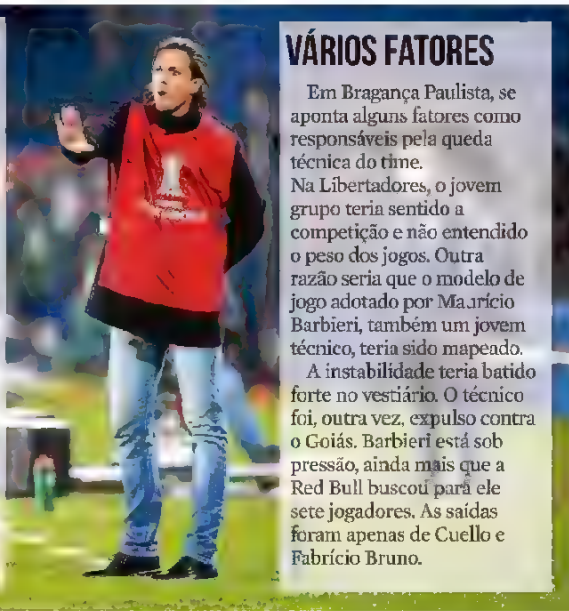 VÁRIOS FATORES
Em Bragança Paulista, se
aponta alguns fatores como
responsáveis pela queda
técnica do time.
Na Libertadores, o jovem
grupo teria sentido a
competição e não entendido
o peso dos jogos. Outra
razão seria que o modelo de
jogo adotado por Maurício
Barbieri, também um jovem
técnico, teria sido mapeado.
A instabilidade teria batido
forte no vestiário. O técnico
foi, outra vez, expulso contra
o Goiás. Barbieri está sob
pressão, ainda mais que a
Red Bull buscou para ele
sete jogadores. As saídas
foram apenas de Cuello e
Fabrício Bruno.